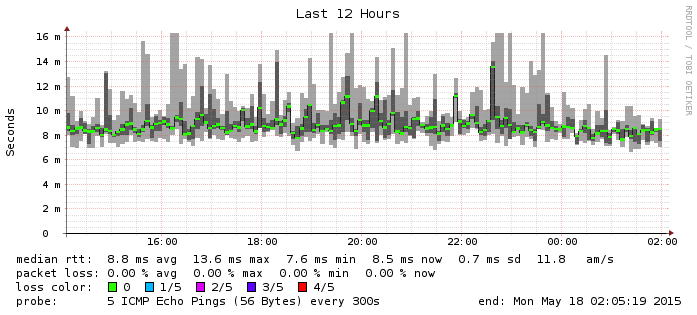 Last 12 Hours
RRDTOOL / TOBI OETIKER
Seconds
16 m
14 m
12 m
10 m
8 m
6 m
4 m
2 m
0
16:00 18:00 20:00 22:00 00:00 02:00
median rtt: 8.8 ms avg 13.6 ms max 7.6 ms min 8.5 ms now 0.7 ms sd 11.8 am/s
packet loss: 0.00 % avg 0.00 % max 0.00 % min 0.00 % now
loss color: 0 1/5 2/5 3/5 4/5
probe: 5 ICMP Echo Pings (56 Bytes) every 300s end: Mon May 18 02:05:19 2015